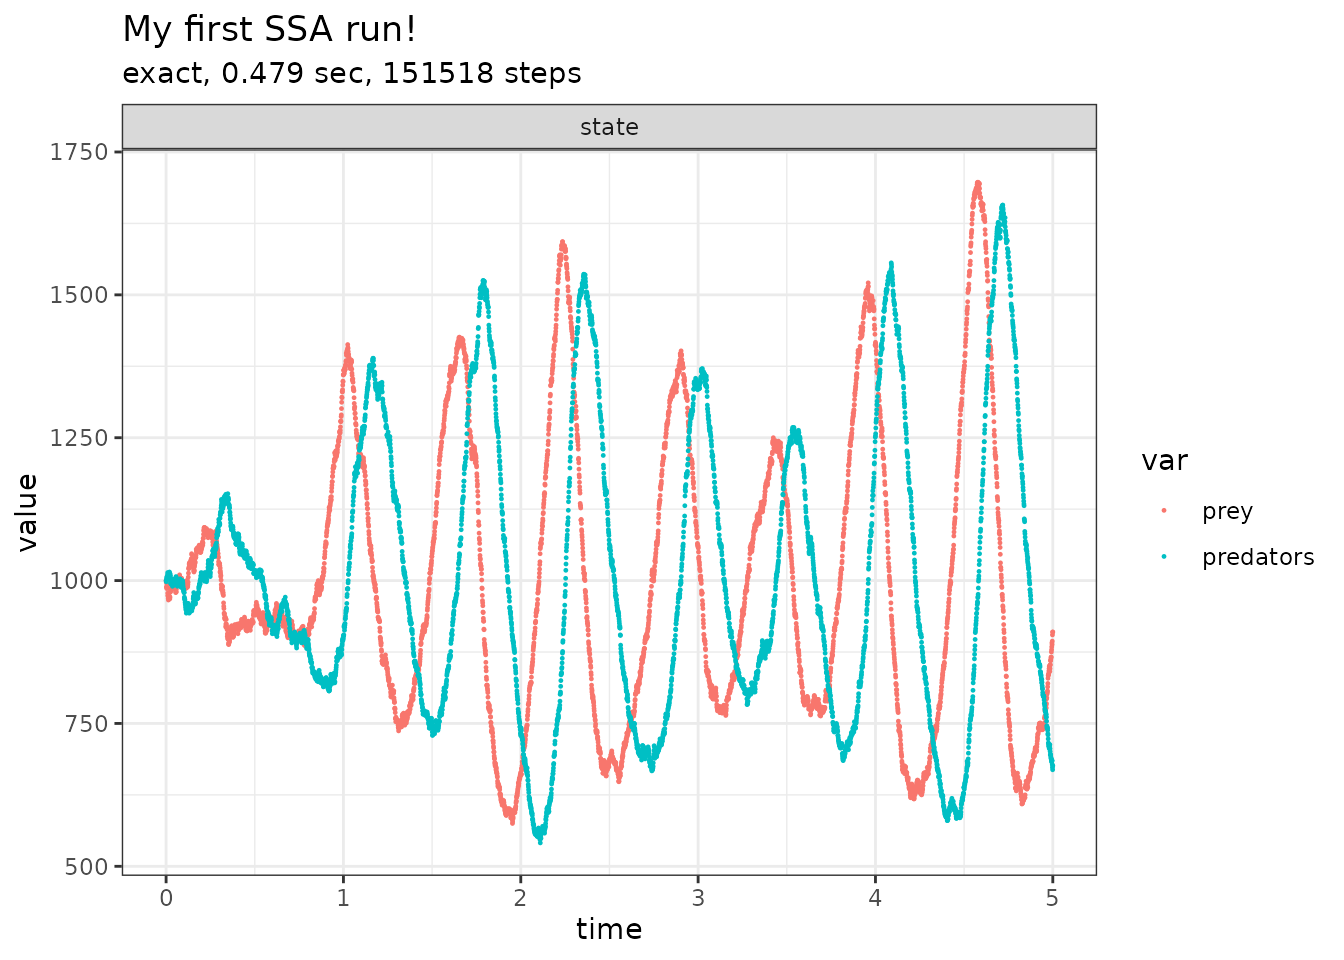 My first SSA run!
exact, 0.479 sec, 151518 steps
state
1750
1500
1250
1000
750
500
value
0 1 2 3 4 5
time
var
prey
predators